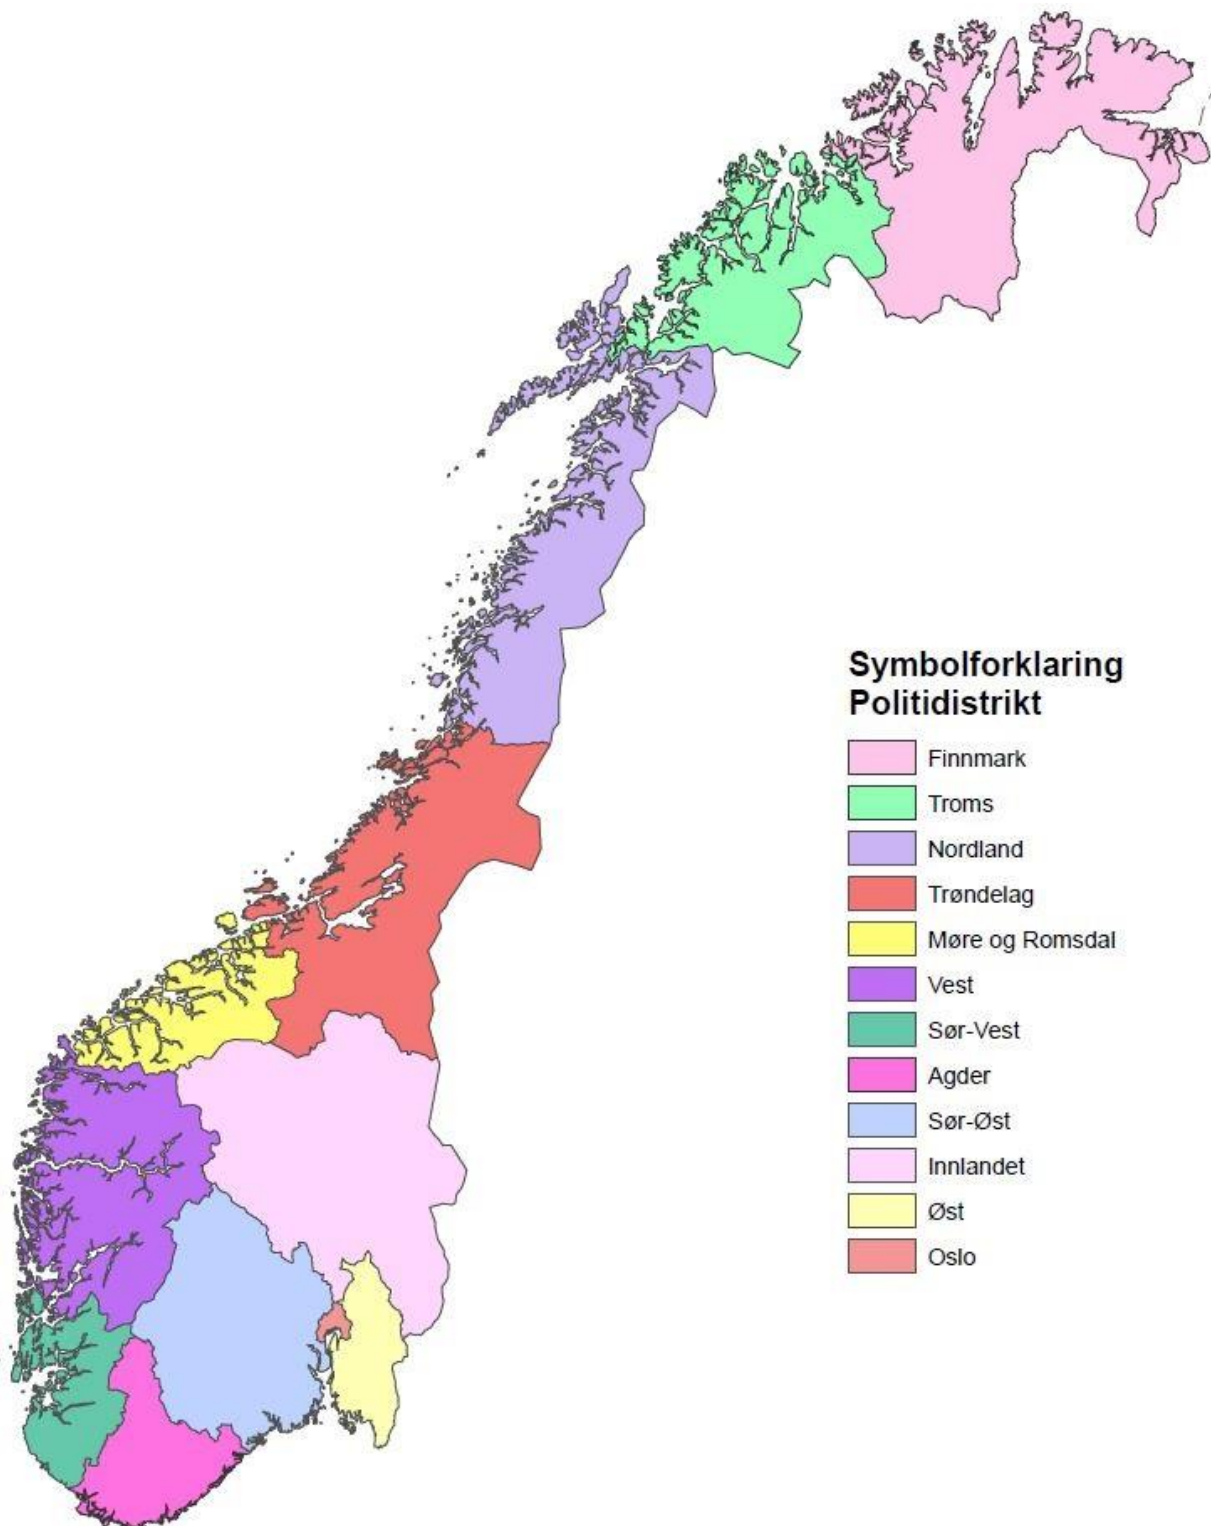 Symbolforklaring
Politidistrikt
Finnmark
Troms
Nordland
Trøndelag
Møre og Romsdal
Vest
Sør-Vest
Agder
Sør-Øst
Innlandet
Øst
Oslo